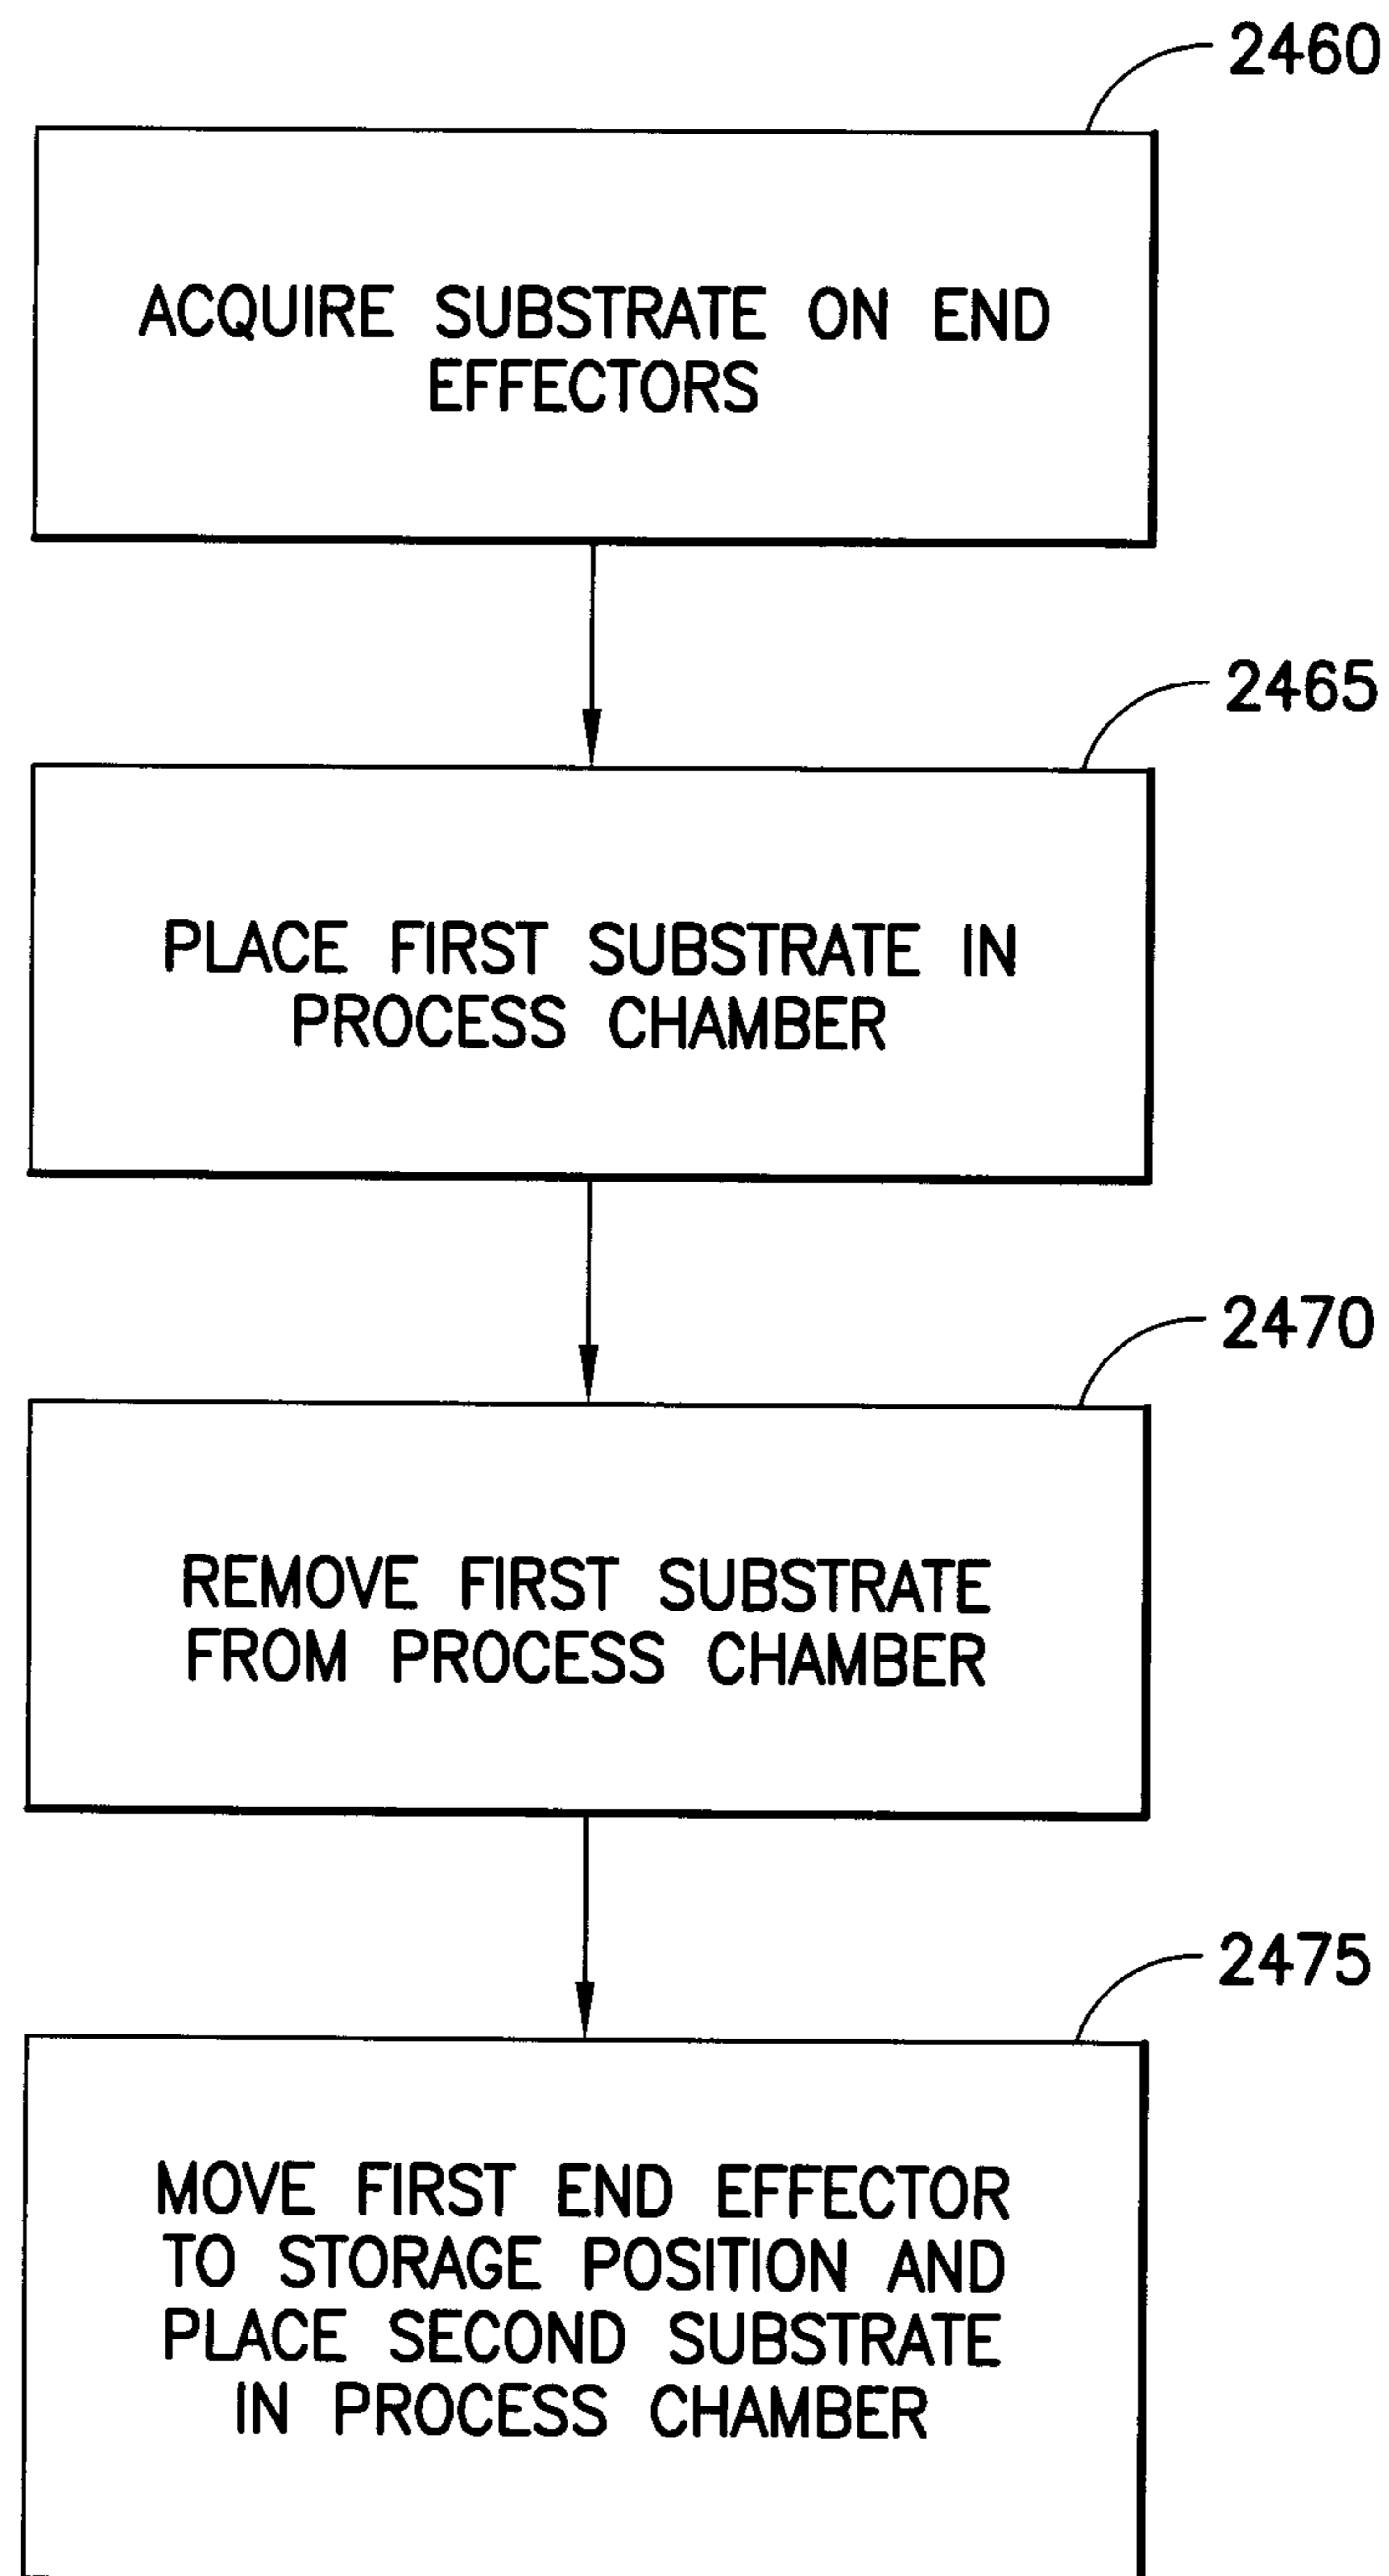 2460
ACQUIRE SUBSTRATE ON END
EFFECTORS
2465
PLACE FIRST SUBSTRATE IN
PROCESS CHAMBER
2470
REMOVE FIRST SUBSTRATE
FROM PROCESS CHAMBER
2475
MOVE FIRST END EFFECTOR
TO STORAGE POSITION AND
PLACE SECOND SUBSTRATE
IN PROCESS CHAMBER